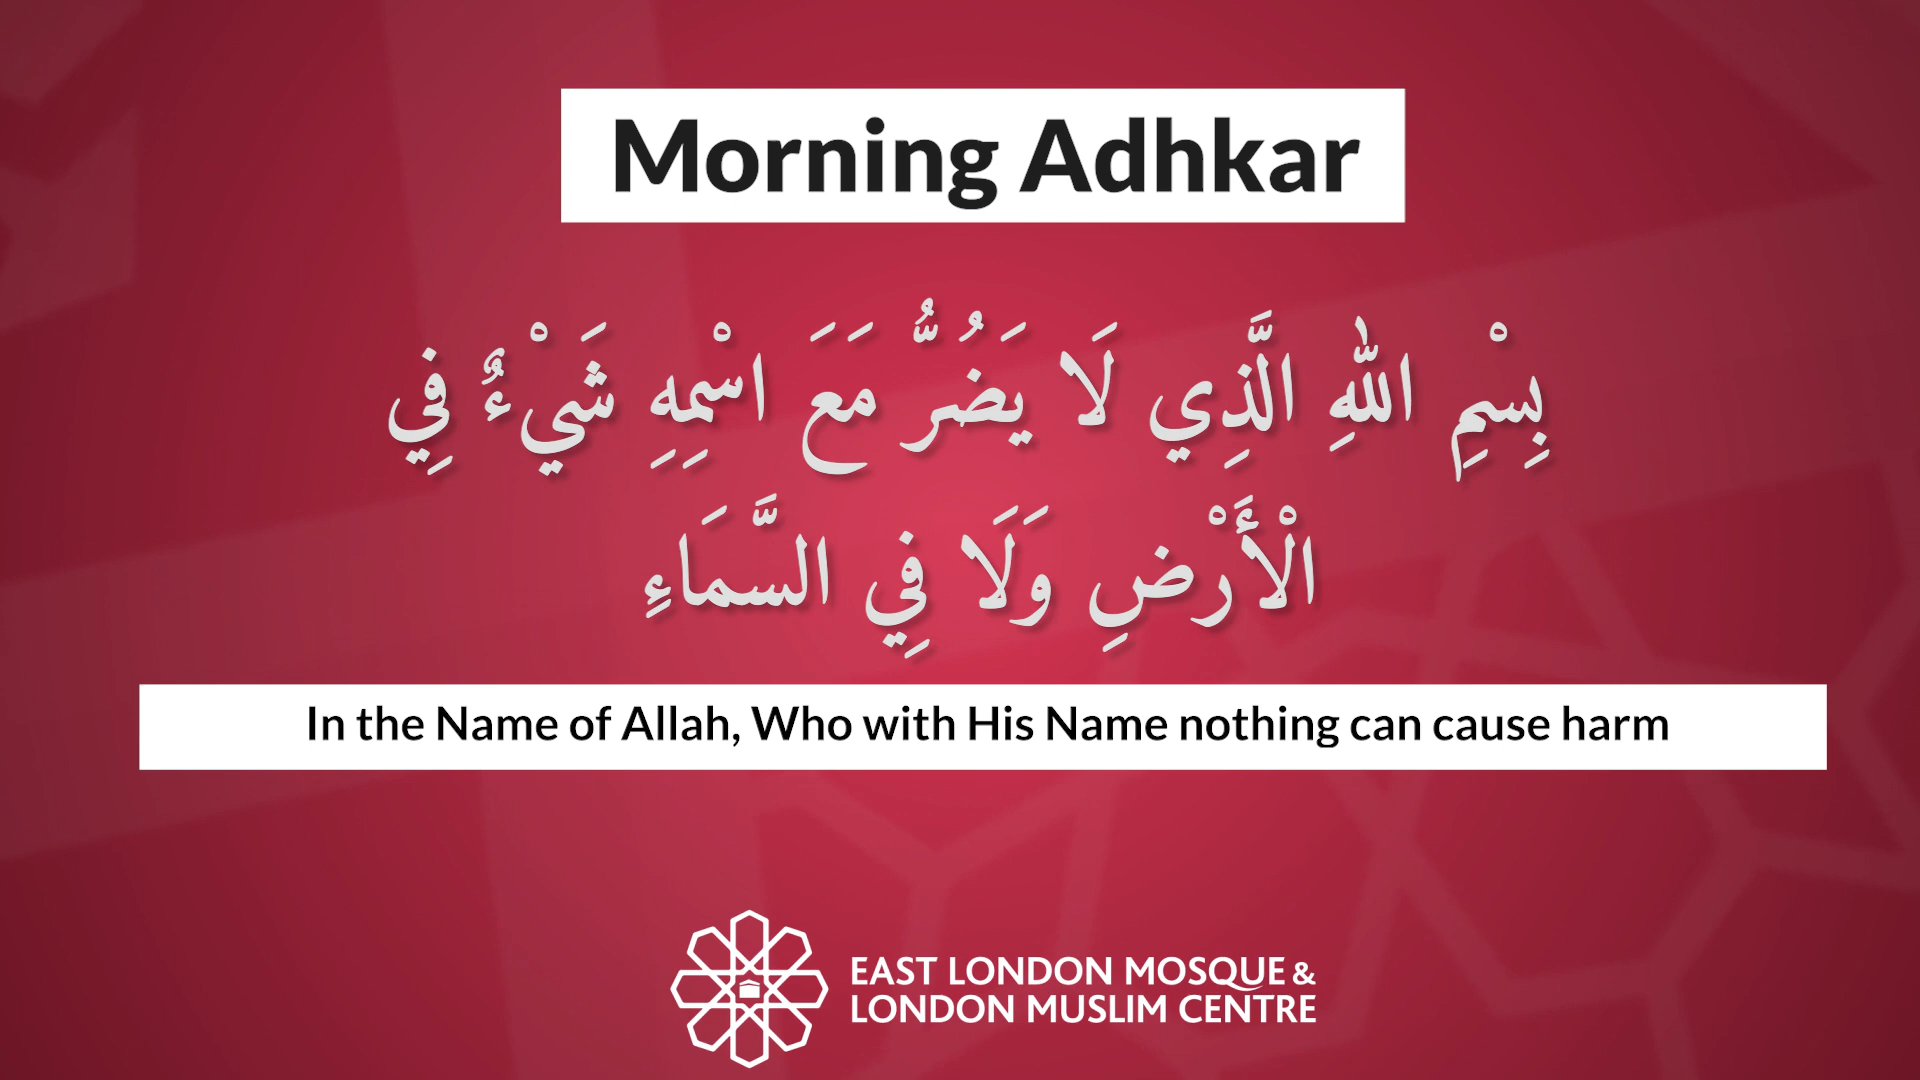 Morning Adhkar
بِسْمِ اللَّهِ الَّذِي لَا يَضُرُّ مَعَ اسْمِهِ شَيْءٌ فِي
الْأَرْضِ وَلَا فِي السَّمَاءِ
In the Name of Allah, Who with His Name nothing can cause harm
EAST LONDON MOSQUE &
LONDON MUSLIM CENTRE